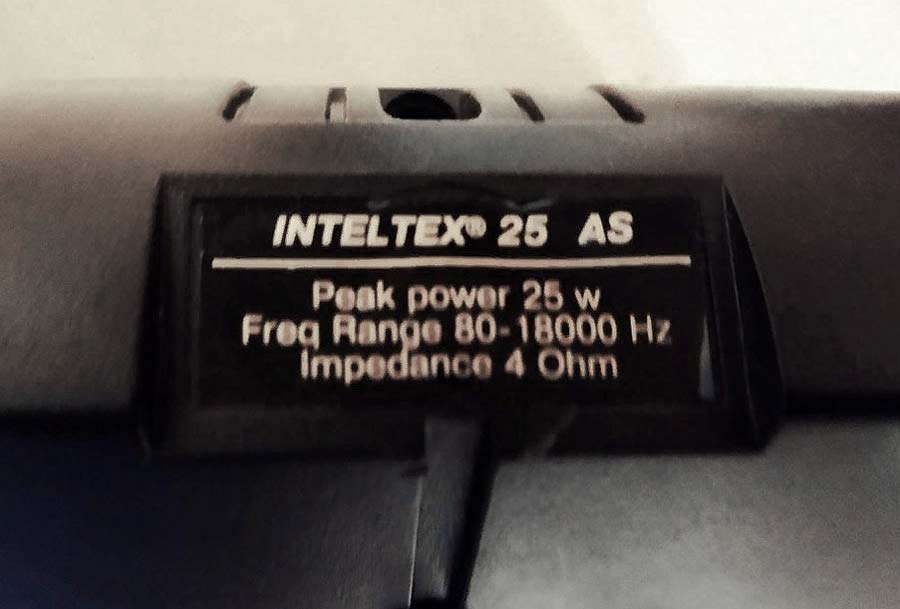 INTELTEX® 25 AS
Peak power 25 w
Freq Range 80-18000 Hz
Impedance 4 Ohm